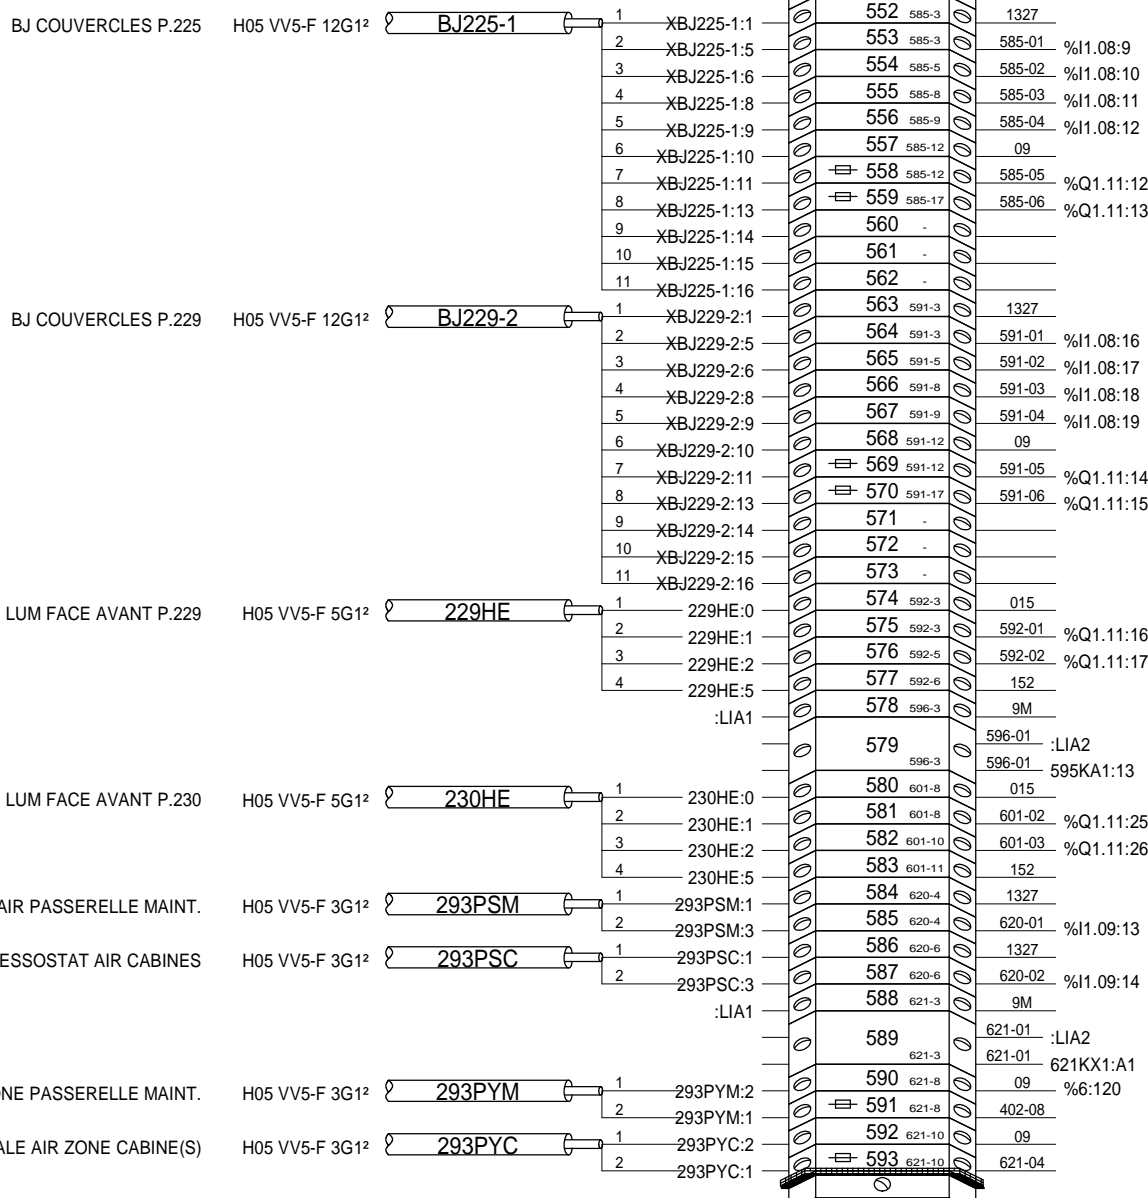 BJ COUVERCLES P.225 H05 VV5-F 12G1² BJ225-1 1 XBJ225-1:1 552 585-3 1327
2 XBJ225-1:5 553 585-3 585-01 %I1.08:9
3 XBJ225-1:6 554 585-5 585-02 %I1.08:10
4 XBJ225-1:8 555 585-8 585-03 %I1.08:11
5 XBJ225-1:9 556 585-9 585-04 %I1.08:12
6 XBJ225-1:10 557 585-12 09
7 XBJ225-1:11 558 585-12 585-05 %Q1.11:12
8 XBJ225-1:13 559 585-17 585-06 %Q1.11:13
9 XBJ225-1:14 560 -
10 XBJ225-1:15 561 -
11 XBJ225-1:16 562 -
BJ COUVERCLES P.229 H05 VV5-F 12G1² BJ229-2 1 XBJ229-2:1 563 591-3 1327
2 XBJ229-2:5 564 591-3 591-01 %I1.08:16
3 XBJ229-2:6 565 591-5 591-02 %I1.08:17
4 XBJ229-2:8 566 591-8 591-03 %I1.08:18
5 XBJ229-2:9 567 591-9 591-04 %I1.08:19
6 XBJ229-2:10 568 591-12 09
7 XBJ229-2:11 569 591-12 591-05 %Q1.11:14
8 XBJ229-2:13 570 591-17 591-06 %Q1.11:15
9 XBJ229-2:14 571 -
10 XBJ229-2:15 572 -
11 XBJ229-2:16 573 -
LUM FACE AVANT P.229 H05 VV5-F 5G1² 229HE 1 229HE:0 574 592-3 015
2 229HE:1 575 592-3 592-01 %Q1.11:16
3 229HE:2 576 592-5 592-02 %Q1.11:17
4 229HE:5 577 592-6 152
:LIA1 578 596-3 9M
579 596-01 :LIA2
596-3 596-01 595KA1:13
LUM FACE AVANT P.230 H05 VV5-F 5G1² 230HE 1 230HE:0 580 601-8 015
2 230HE:1 581 601-8 601-02 %Q1.11:25
3 230HE:2 582 601-10 601-03 %Q1.11:26
4 230HE:5 583 601-11 152
AIR PASSERELLE MAINT. H05 VV5-F 3G1² 293PSM 1 293PSM:1 584 620-4 1327
2 293PSM:3 585 620-4 620-01 %I1.09:13
ESSOSTAT AIR CABINES H05 VV5-F 3G1² 293PSC 1 293PSC:1 586 620-6 1327
2 293PSC:3 587 620-6 620-02 %I1.09:14
:LIA1 588 621-3 9M
589 621-01 :LIA2
621-3 621-01 621KX1:A1
ONE PASSERELLE MAINT. H05 VV5-F 3G1² 293PYM 1 293PYM:2 590 621-8 09 %6:120
2 293PYM:1 591 621-8 402-08
ALE AIR ZONE CABINE(S) H05 VV5-F 3G1² 293PYC 1 293PYC:2 592 621-10 09
2 293PYC:1 593 621-10 621-04